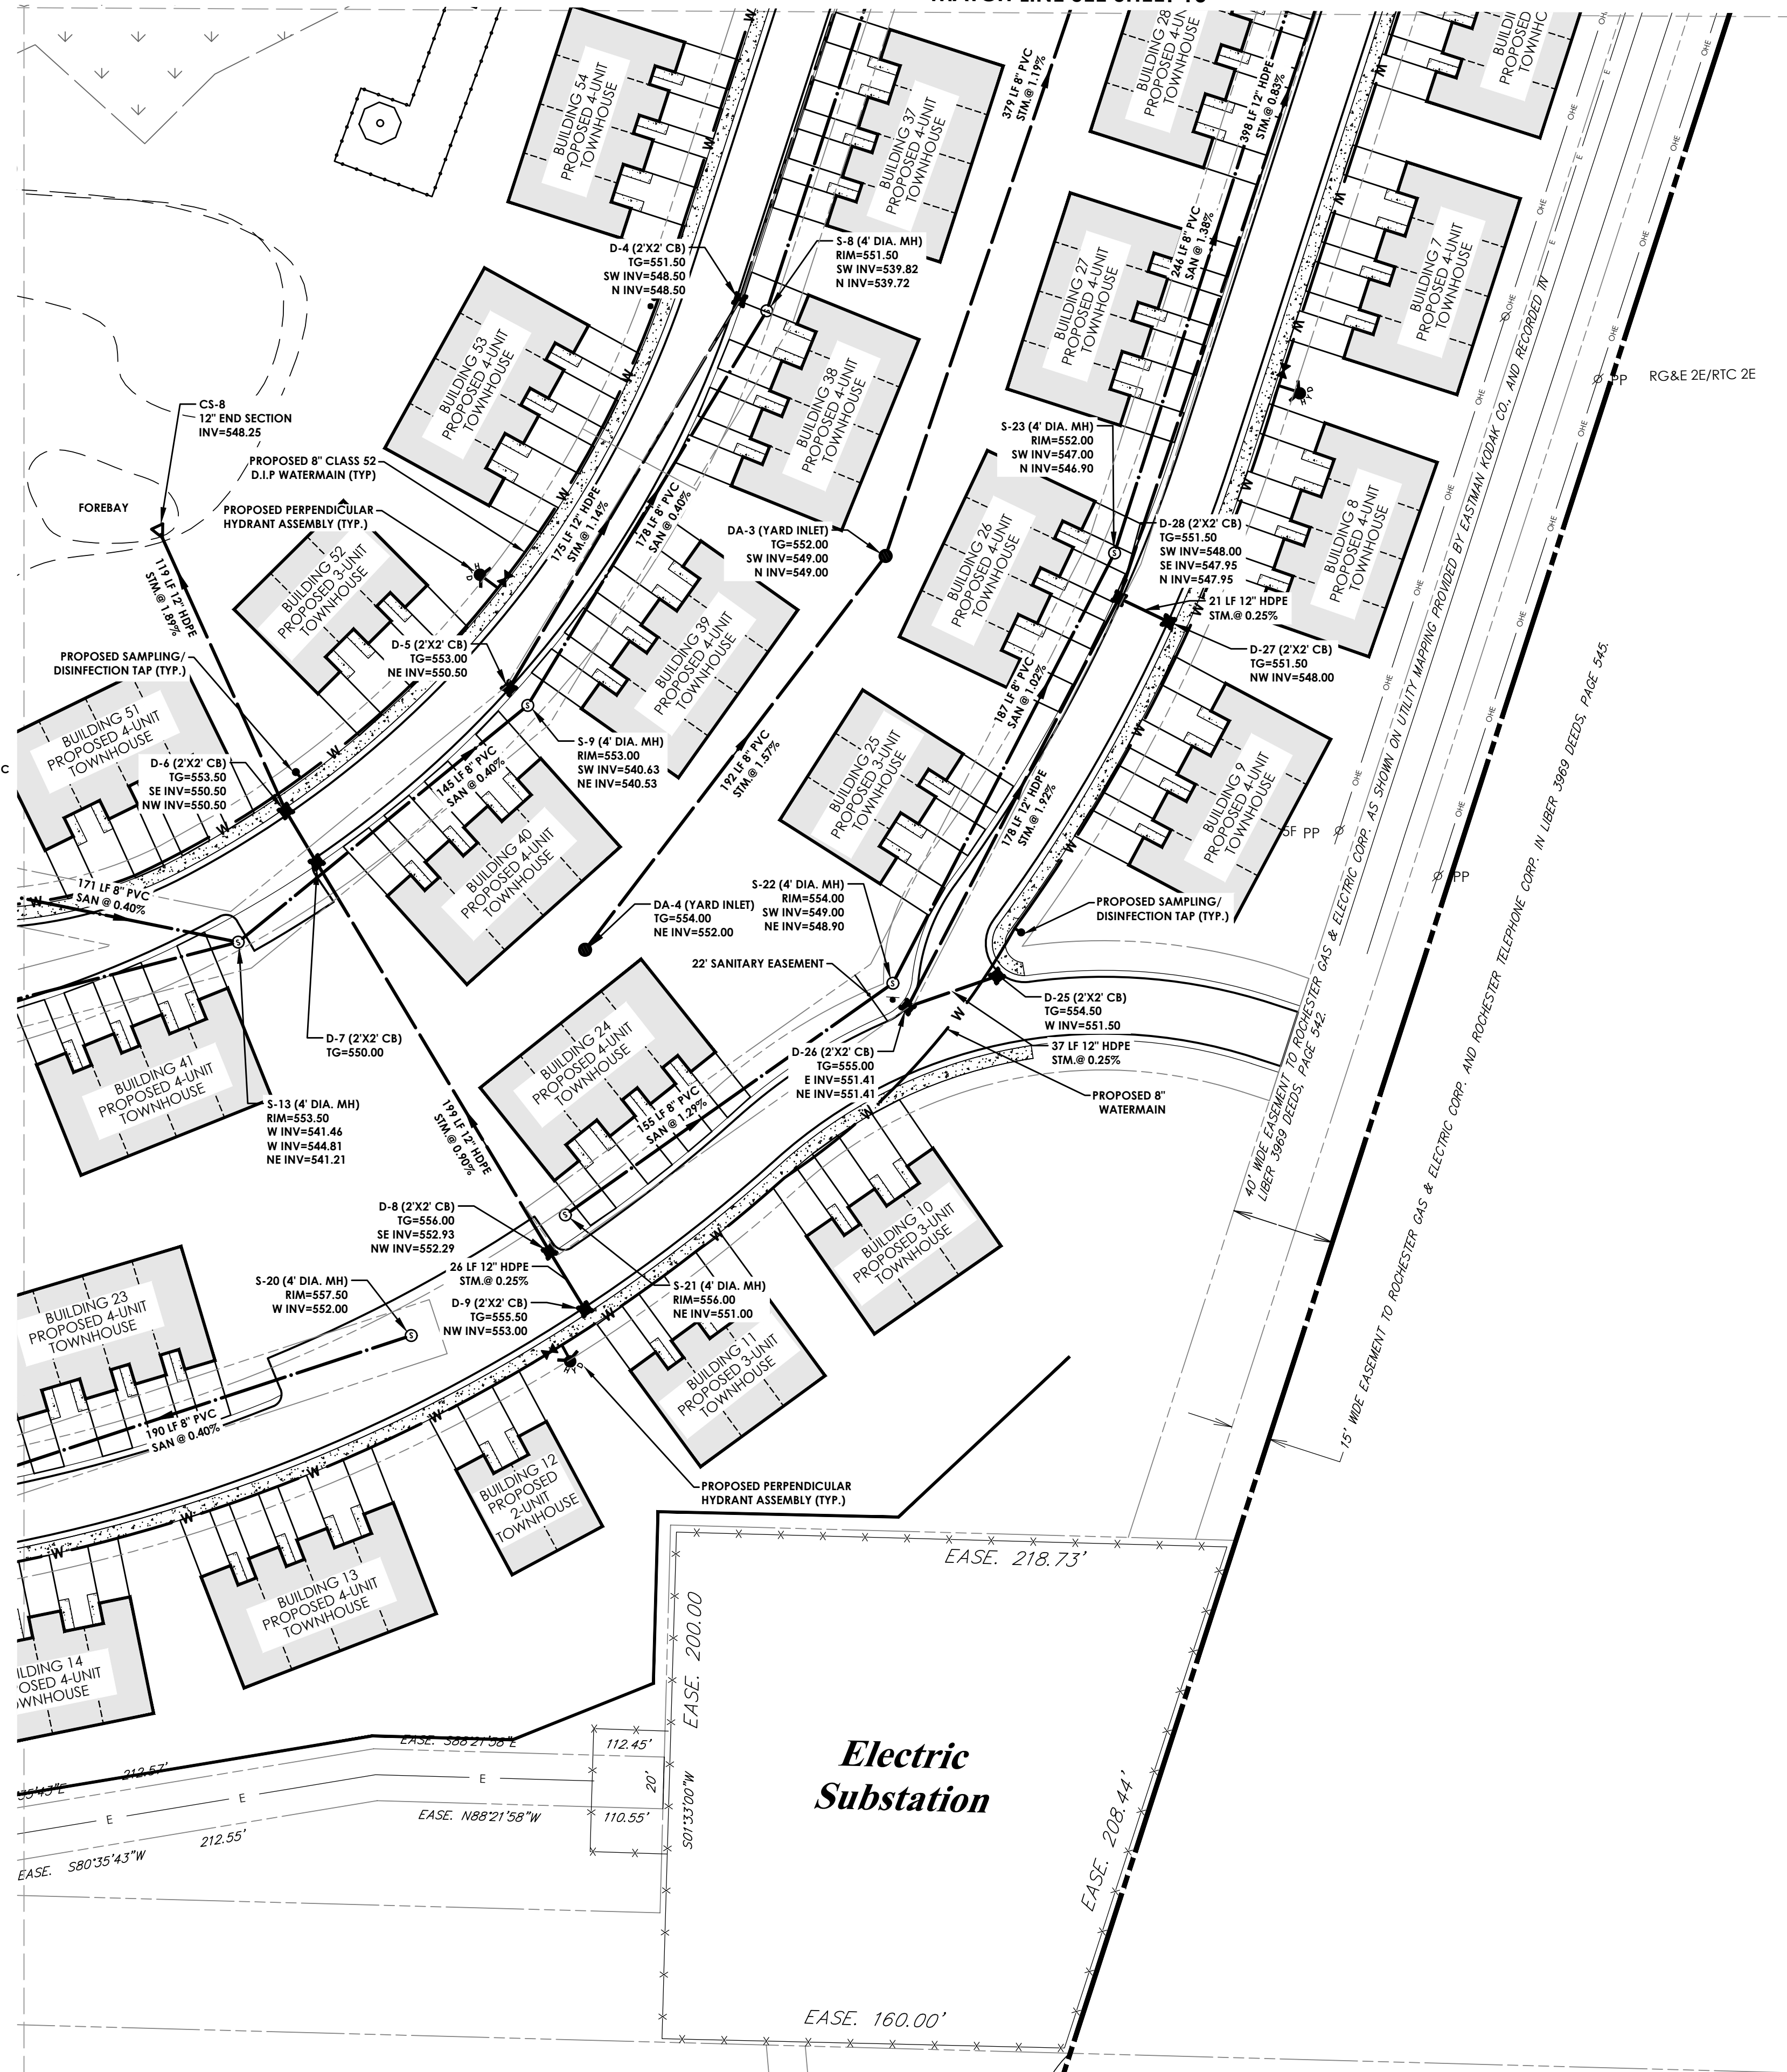 BUILDING 54
PROPOSED 4-UNIT
TOWNHOUSE
BUILDING 37
PROPOSED 4-UNIT
TOWNHOUSE
379 LF 8" PVC
STM.@ 1.19%
BUILDING 28
PROPOSED 4-UN
TOWNHOUSE
398 LF 12" HDPE
STM.@ 0.83%
PROPOSED
TOWNHO
D-4 (2'X2' CB)
TG=551.50
SW INV=548.50
N INV=548.50
S-8 (4' DIA. MH)
RIM=551.50
SW INV=539.82
N INV=539.72
246 LF 8" PVC
SAN @ 1.38%
BUILDING 27
PROPOSED 4-UNIT
TOWNHOUSE
BUILDING 7
PROPOSED 4-UNIT
TOWNHOUSE
BUILDING 53
PROPOSED 4-UNIT
TOWNHOUSE
BUILDING 38
PROPOSED 4-UNIT
TOWNHOUSE
PP
RG&E 2E/RTC 2E
CS-8
12" END SECTION
INV=548.25
PROPOSED 8" CLASS 52
D.I.P WATERMAIN (TYP)
FOREBAY
PROPOSED PERPENDICULAR
HYDRANT ASSEMBLY (TYP.)
175 LF 12" HDPE
STM.@ 1.14%
178 LF 8" PVC
SAN @ 0.40%
S-23 (4' DIA. MH)
RIM=552.00
SW INV=547.00
N INV=546.90
DA-3 (YARD INLET)
TG=552.00
SW INV=549.00
N INV=549.00
D-28 (2'X2' CB)
TG=551.50
SW INV=548.00
SE INV=547.95
N INV=547.95
21 LF 12" HDPE
STM.@ 0.25%
BUILDING 8
PROPOSED 4-UNIT
TOWNHOUSE
BUILDING 26
PROPOSED 4-UNIT
TOWNHOUSE
119 LF 12" HDPE
STM.@ 1.89%
BUILDING 52
PROPOSED 3-UNIT
TOWNHOUSE
BUILDING 39
PROPOSED 4-UNIT
TOWNHOUSE
D-5 (2'X2' CB)
TG=553.00
NE INV=550.50
PROPOSED SAMPLING/
DISINFECTION TAP (TYP.)
D-27 (2'X2' CB)
TG=551.50
NW INV=548.00
187 LF 8" PVC
SAN @ 1.02%
BUILDING 51
PROPOSED 4-UNIT
TOWNHOUSE
D-6 (2'X2' CB)
TG=553.50
SE INV=550.50
NW INV=550.50
S-9 (4' DIA. MH)
RIM=553.00
SW INV=540.63
NE INV=540.53
145 LF 8" PVC
SAN @ 0.40%
192 LF 8" PVC
STM.@ 1.57%
BUILDING 25
PROPOSED 3-UNIT
TOWNHOUSE
178 LF 12" HDPE
STM.@ 1.92%
BUILDING 9
PROPOSED 4-UNIT
TOWNHOUSE
5F PP
PP
BUILDING 40
PROPOSED 4-UNIT
TOWNHOUSE
171 LF 8" PVC
SAN @ 0.40%
S-22 (4' DIA. MH)
RIM=554.00
SW INV=549.00
NE INV=548.90
DA-4 (YARD INLET)
TG=554.00
NE INV=552.00
PROPOSED SAMPLING/
DISINFECTION TAP (TYP.)
22' SANITARY EASEMENT
D-25 (2'X2' CB)
TG=554.50
W INV=551.50
37 LF 12" HDPE
STM.@ 0.25%
D-26 (2'X2' CB)
TG=555.00
E INV=551.41
NE INV=551.41
PROPOSED 8"
WATERMAIN
D-7 (2'X2' CB)
TG=550.00
BUILDING 41
PROPOSED 4-UNIT
TOWNHOUSE
S-13 (4' DIA. MH)
RIM=553.50
W INV=541.46
W INV=544.81
NE INV=541.21
BUILDING 24
PROPOSED 4-UNIT
TOWNHOUSE
155 LF 8" PVC
SAN @ 1.29%
199 LF 12" HDPE
STM.@ 0.90%
40' WIDE EASEMENT TO ROCHESTER GAS & ELECTRIC CORP. AS SHOWN ON UTILITY MAPPING PROVIDED BY EASTMAN KODAK CO., AND RECORDED IN
LIBER 3969 DEEDS, PAGE 542.
15' WIDE EASEMENT TO ROCHESTER GAS & ELECTRIC CORP. AND ROCHESTER TELEPHONE CORP. IN LIBER 3969 DEEDS, PAGE 545.
D-8 (2'X2' CB)
TG=556.00
SE INV=552.93
NW INV=552.29
26 LF 12" HDPE
STM.@ 0.25%
BUILDING 10
PROPOSED 3-UNIT
TOWNHOUSE
S-20 (4' DIA. MH)
RIM=557.50
W INV=552.00
D-9 (2'X2' CB)
TG=555.50
NW INV=553.00
S-21 (4' DIA. MH)
RIM=556.00
NE INV=551.00
BUILDING 23
PROPOSED 4-UNIT
TOWNHOUSE
BUILDING 11
PROPOSED 3-UNIT
TOWNHOUSE
190 LF 8" PVC
SAN @ 0.40%
BUILDING 12
PROPOSED
2-UNIT
TOWNHOUSE
PROPOSED PERPENDICULAR
HYDRANT ASSEMBLY (TYP.)
BUILDING 13
PROPOSED 4-UNIT
TOWNHOUSE
ILDING 14
OSED 4-UNIT
WNHOUSE
EASE. 218.73'
EASE. 200.00
S01°33'00"W
EASE. S88°21'58"E
112.45'
20'
110.55'
212.57'
35'43"E
E
E
E
EASE. N88°21'58"W
212.55'
EASE. S80°35'43"W
Electric
Substation
EASE. 208.44'
EASE. 160.00'